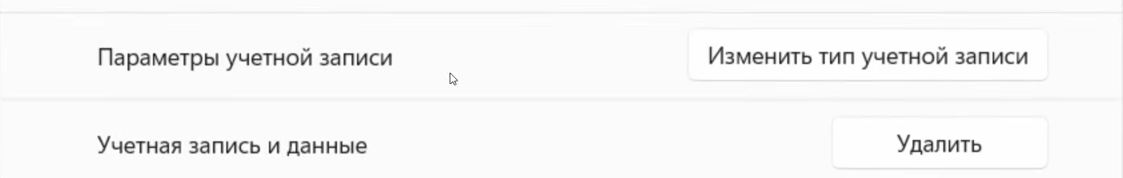 Параметры учетной записи
Изменить тип учетной записи
Учетная запись и данные
Удалить